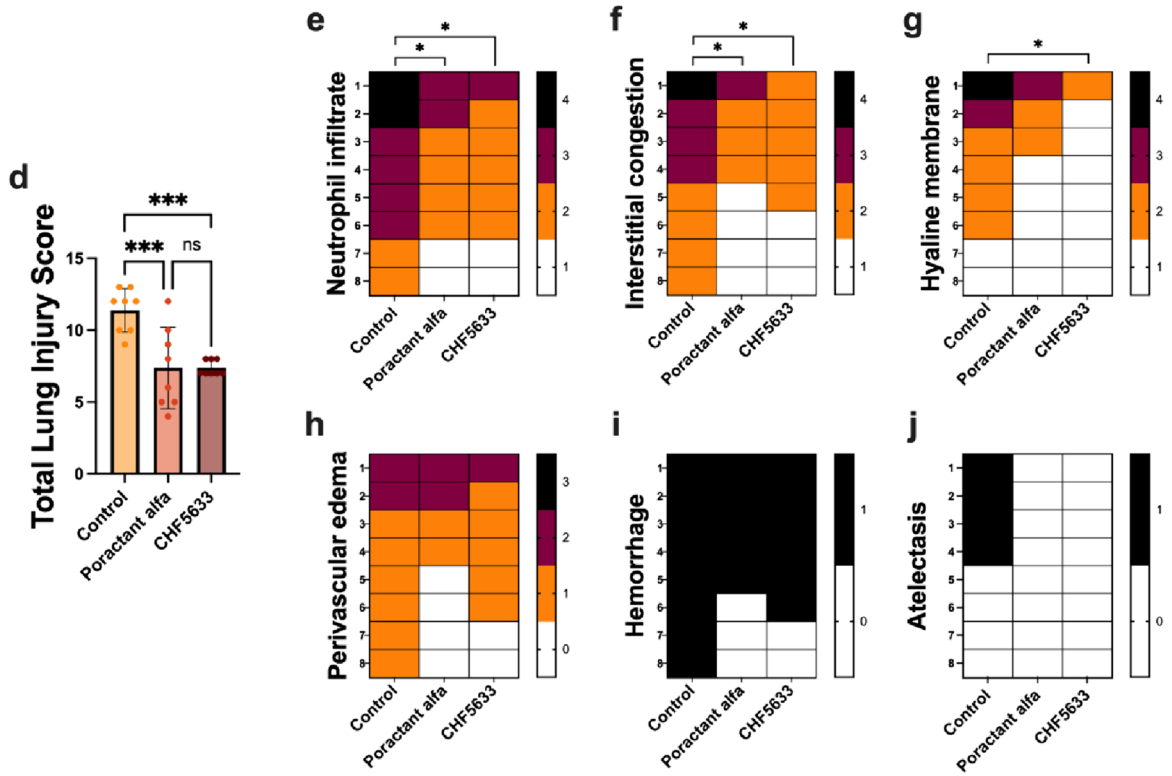 d
Total Lung Injury Score
***
***
ns
15
10
5
0
Control
Poractant alfa
CHF5633
e
*
*
Neutrophil infiltrate
1
2
3
4
5
6
7
8
4
3
2
1
Control
Poractant alfa
CHF5633
f
*
*
Interstitial congestion
1
2
3
4
5
6
7
8
4
3
2
1
Control
Poractant alfa
CHF5633
g
*
Hyaline membrane
1
2
3
4
5
6
7
8
4
3
2
1
Control
Poractant alfa
CHF5633
h
Perivascular edema
1
2
3
4
5
6
7
8
3
2
1
0
Control
Poractant alfa
CHF5633
i
Hemorrhage
1
2
3
4
5
6
7
8
1
0
Control
Poractant alfa
CHF5633
j
Atelectasis
1
2
3
4
5
6
7
8
1
0
Control
Poractant alfa
CHF5633